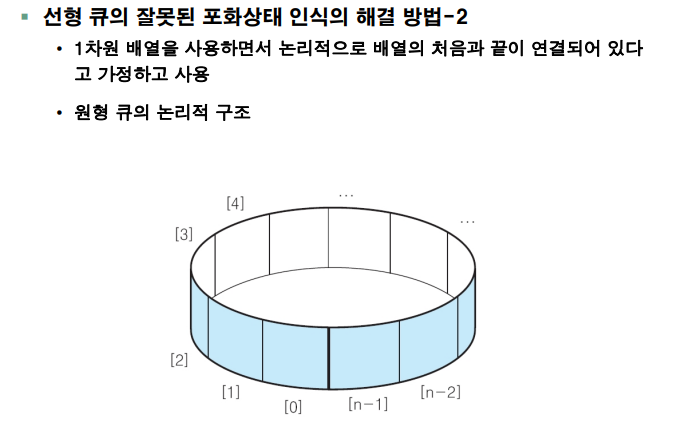 ▪ 선형 큐의 잘못된 포화상태 인식의 해결 방법-2
• 1차원 배열을 사용하면서 논리적으로 배열의 처음과 끝이 연결되어 있다
고 가정하고 사용
• 원형 큐의 논리적 구조
…
[4]
…
[3]
[2]
[1]
[0]
[n－1]
[n－2]